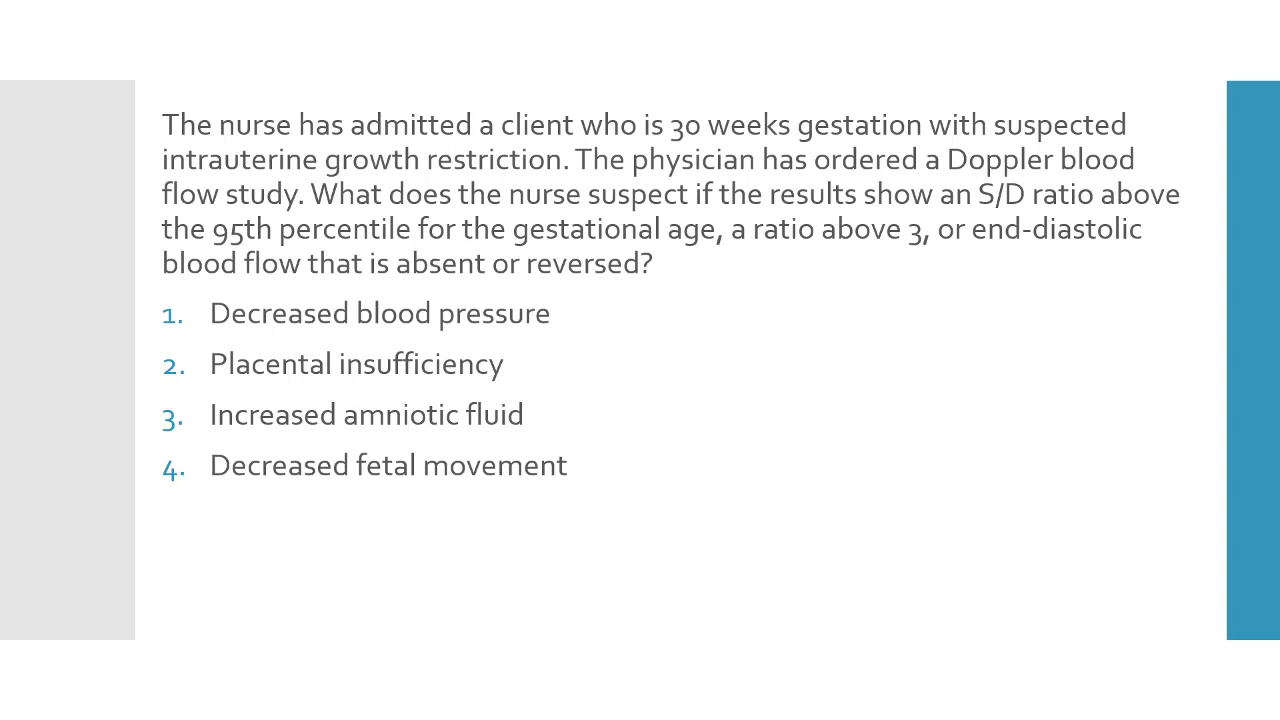 The nurse has admitted a client who is 30 weeks gestation with suspected
intrauterine growth restriction. The physician has ordered a Doppler blood
flow study. What does the nurse suspect if the results show an S/D ratio above
the 95th percentile for the gestational age, a ratio above 3, or end-diastolic
blood flow that is absent or reversed?
1. Decreased blood pressure
2. Placental insufficiency
3. Increased amniotic fluid
4. Decreased fetal movement